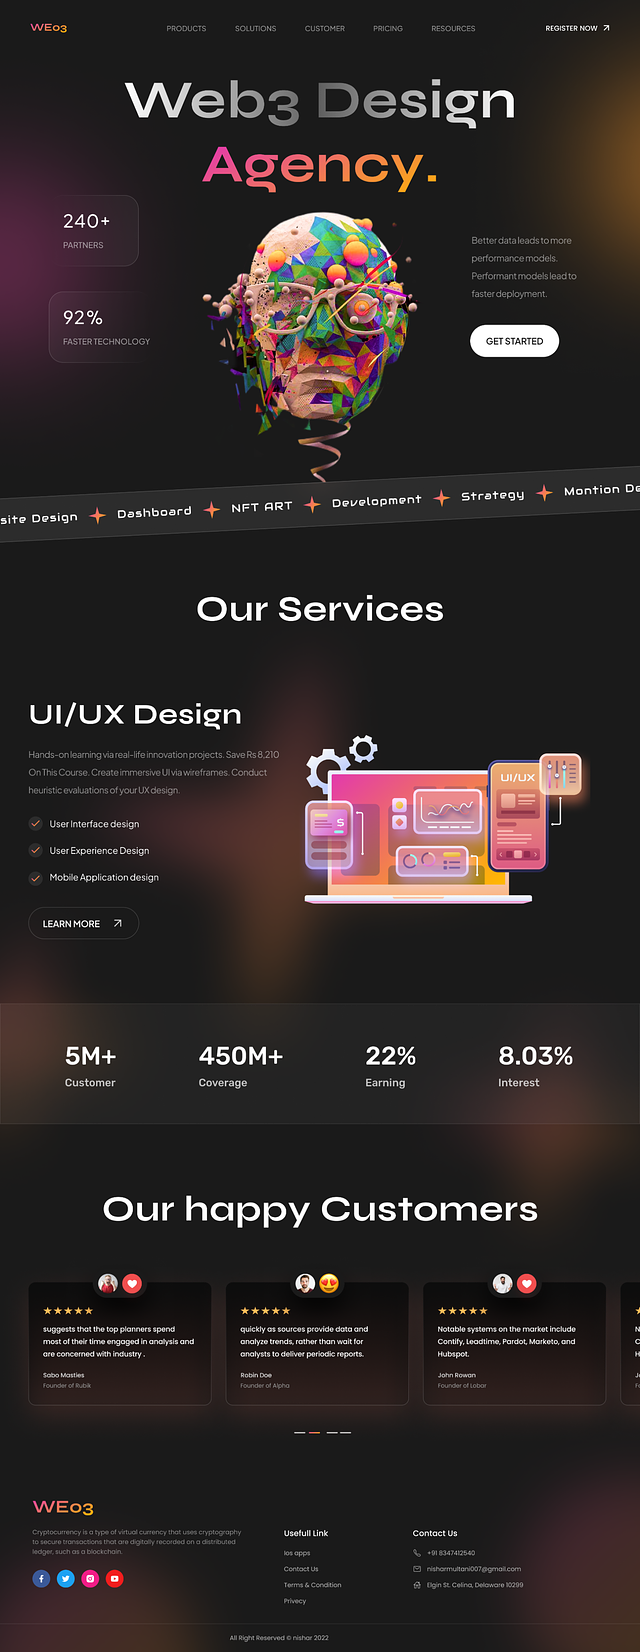 WE03
PRODUCTS
SOLUTIONS
CUSTOMER
PRICING
RESOURCES
REGISTER NOW
Web3 Design
Agency.
240+
PARTNERS
92%
FASTER TECHNOLOGY
Better data leads to more
performance models.
Performant models lead to
faster deployment.
GET STARTED
site Design
Dashboard
NFT ART
Development
Strategy
Montion De
Our Services
UI/UX Design
Hands-on learning via real-life innovation projects. Save Rs 8,210
On This Course. Create immersive UI via wireframes. Conduct
heuristic evaluations of your UX design.
User Interface design
User Experience Design
Mobile Application design
LEARN MORE
UI/UX
S
5M+
Customer
450M+
Coverage
22%
Earning
8.03%
Interest
Our happy Customers
suggests that the top planners spend
most of their time engaged in analysis and
are concerned with industry .
Sabo Masties
Founder of Rubik
quickly as sources provide data and
analyze trends, rather than wait for
analysts to deliver periodic reports.
Robin Doe
Founder of Alpha
Notable systems on the market include
Contify, Leadtime, Pardot, Marketo, and
Hubspot.
John Rowan
Founder of Lobar
WE03
Cryptocurrency is a type of virtual currency that uses cryptography
to secure transactions that are digitally recorded on a distributed
ledger, such as a blockchain.
Usefull Link
Ios apps
Contact Us
Terms & Condition
Privecy
Contact Us
+91 8347412540
nisharmultani007@gmail.com
Elgin St. Celina, Delaware 10299
All Right Reserved © nishar 2022